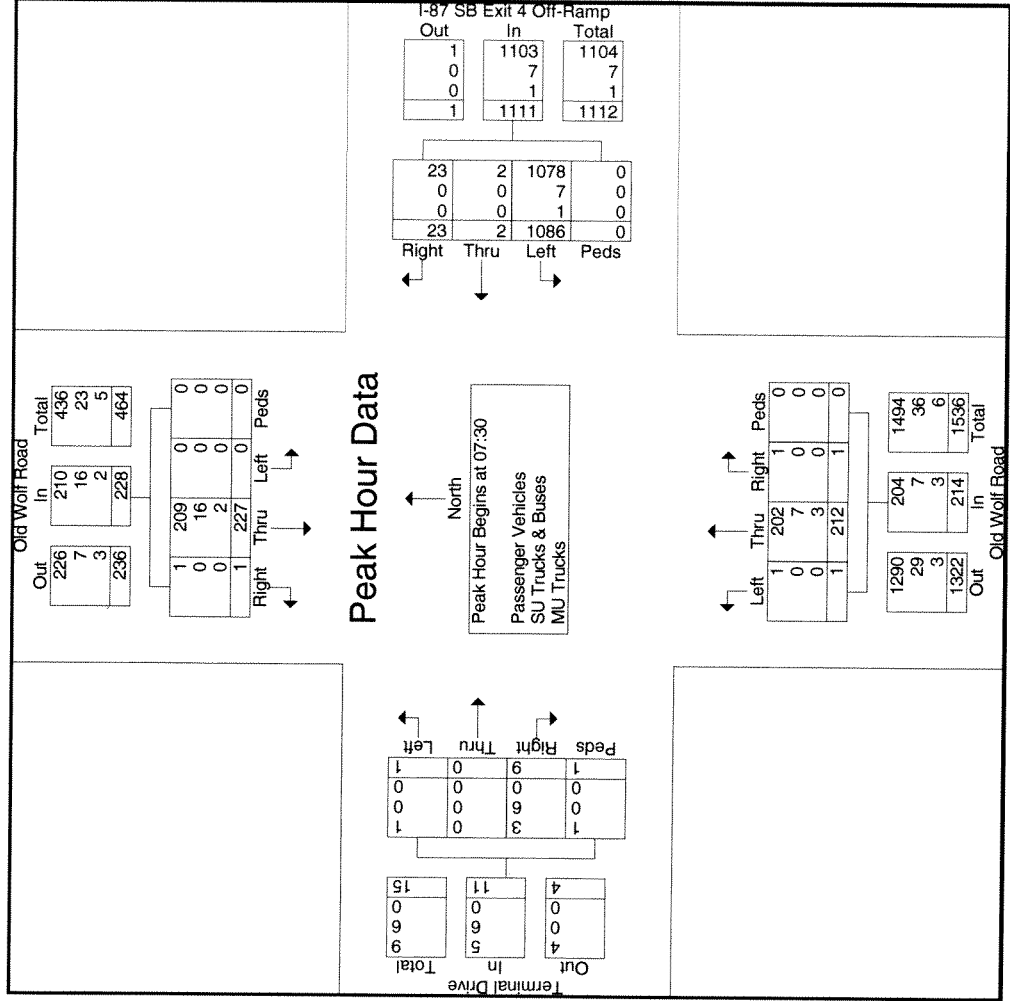 I-87 SB Exit 4 Off-Ramp
Out In Total
1 1103 1104
0 7 7
0 1 1
1 1111 1112
23 2 1078 0
0 0 7 0
0 0 1 0
23 2 1086 0
Right Thru Left Peds
Old Wolf Road
Out In Total
226 210 436
7 16 23
3 2 5
236 228 464
1 209 0 0
0 16 0 0
0 2 0 0
1 227 0 0
Right Thru Left Peds
Peak Hour Data
North
Peak Hour Begins at 07:30
Passenger Vehicles
SU Trucks & Buses
MU Trucks
Left Thru Right Peds
1 202 1 0
0 7 0 0
0 3 0 0
1 212 1 0
1290 204 1494
29 7 36
3 3 6
1322 214 1536
Out In Total
Old Wolf Road
Peds Right Thru Left
1 9 0 1
0 0 0 0
0 6 0 0
1 3 0 1
4 11 15
0 0 0
0 6 6
4 5 9
Out In Total
Terminal Drive